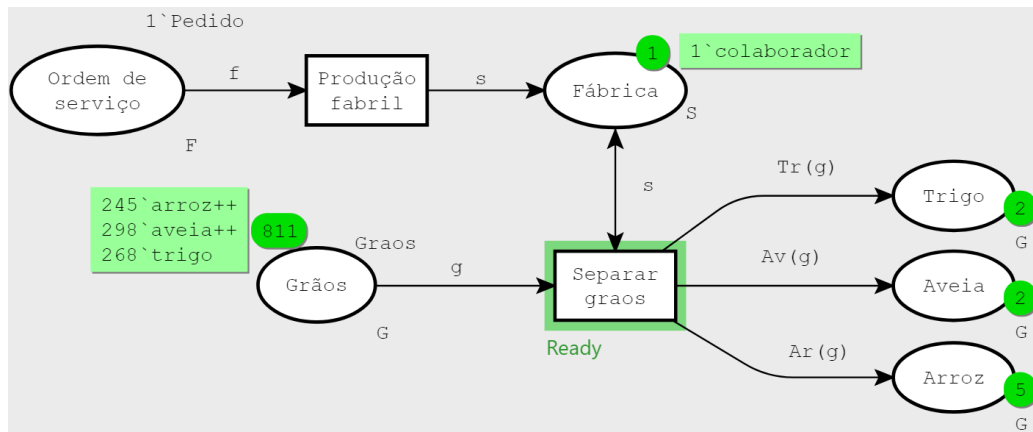 1`Pedido
Ordem de
serviço
F
f
Produção
fabril
s
Fábrica
S
1
1`colaborador
s
245`arroz++
298`aveia++
268`trigo
811
Graos
Grãos
G
g
Separar
graos
Ready
Tr(g)
Trigo
2
G
Av(g)
Aveia
2
G
Ar(g)
Arroz
5
G